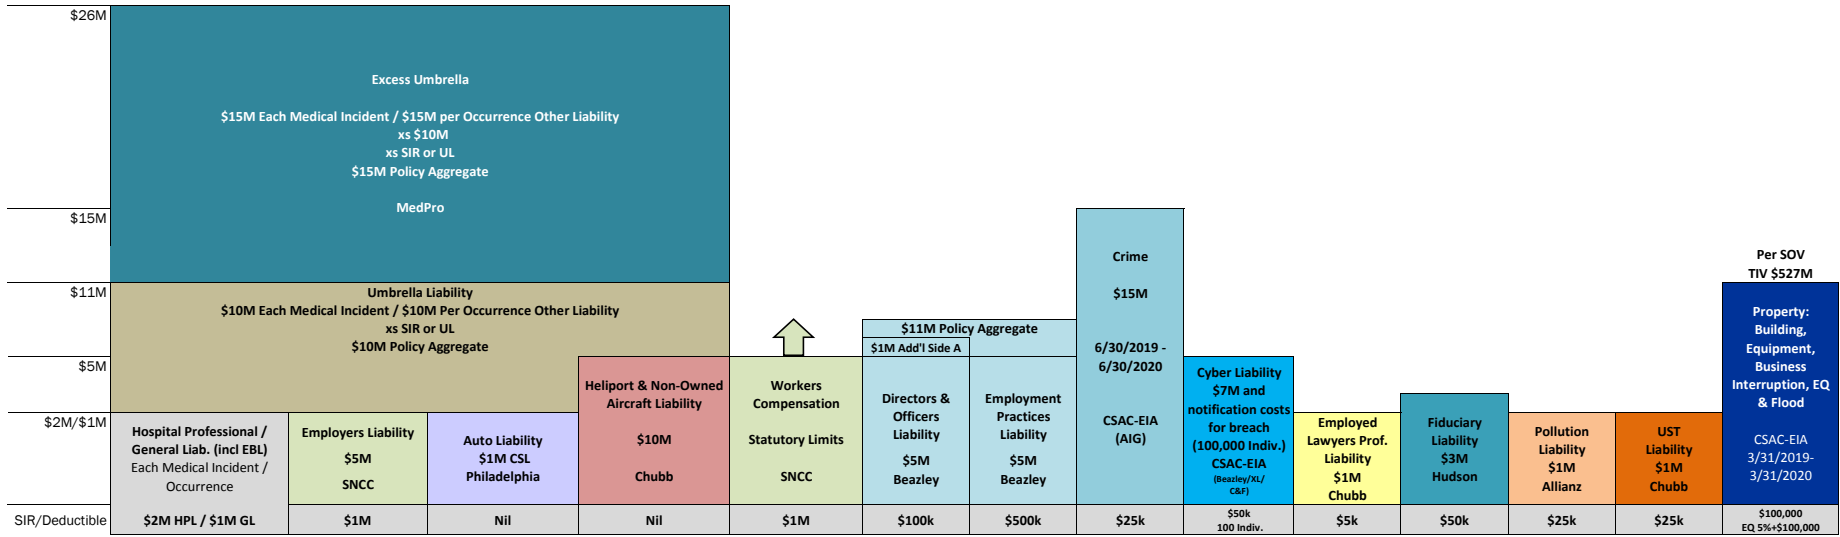 $26M
Excess Umbrella
$15M Each Medical Incident / $15M per Occurrence Other Liability
xs $10M
xs SIR or UL
$15M Policy Aggregate
MedPro
$15M
$11M
Umbrella Liability
$10M Each Medical Incident / $10M Per Occurrence Other Liability
xs SIR or UL
$10M Policy Aggregate
$5M
$2M/$1M
Hospital Professional /
General Liab. (incl EBL)
Each Medical Incident /
Occurrence
Employers Liability
$5M
SNCC
Auto Liability
$1M CSL
Philadelphia
Heliport & Non-Owned
Aircraft Liability
$10M
Chubb
Workers
Compensation
Statutory Limits
SNCC
$11M Policy Aggregate
$1M Add'l Side A
Directors &
Officers
Liability
$5M
Beazley
Employment
Practices
Liability
$5M
Beazley
Crime
$15M
6/30/2019 -
6/30/2020
CSAC-EIA
(AIG)
Cyber Liability
$7M and
notification costs
for breach
(100,000 Indiv.)
CSAC-EIA
(Beazley/XL/
C&F)
Employed
Lawyers Prof.
Liability
$1M
Chubb
Fiduciary
Liability
$3M
Hudson
Pollution
Liability
$1M
Allianz
UST
Liability
$1M
Chubb
Per SOV
TIV $527M
Property:
Building,
Equipment,
Business
Interruption, EQ
& Flood
CSAC-EIA
3/31/2019-
3/31/2020
SIR/Deductible
$2M HPL / $1M GL
$1M
Nil
Nil
$1M
$100k
$500k
$25k
$50k
100 Indiv.
$5k
$50k
$25k
$25k
$100,000
EQ 5%+$100,000